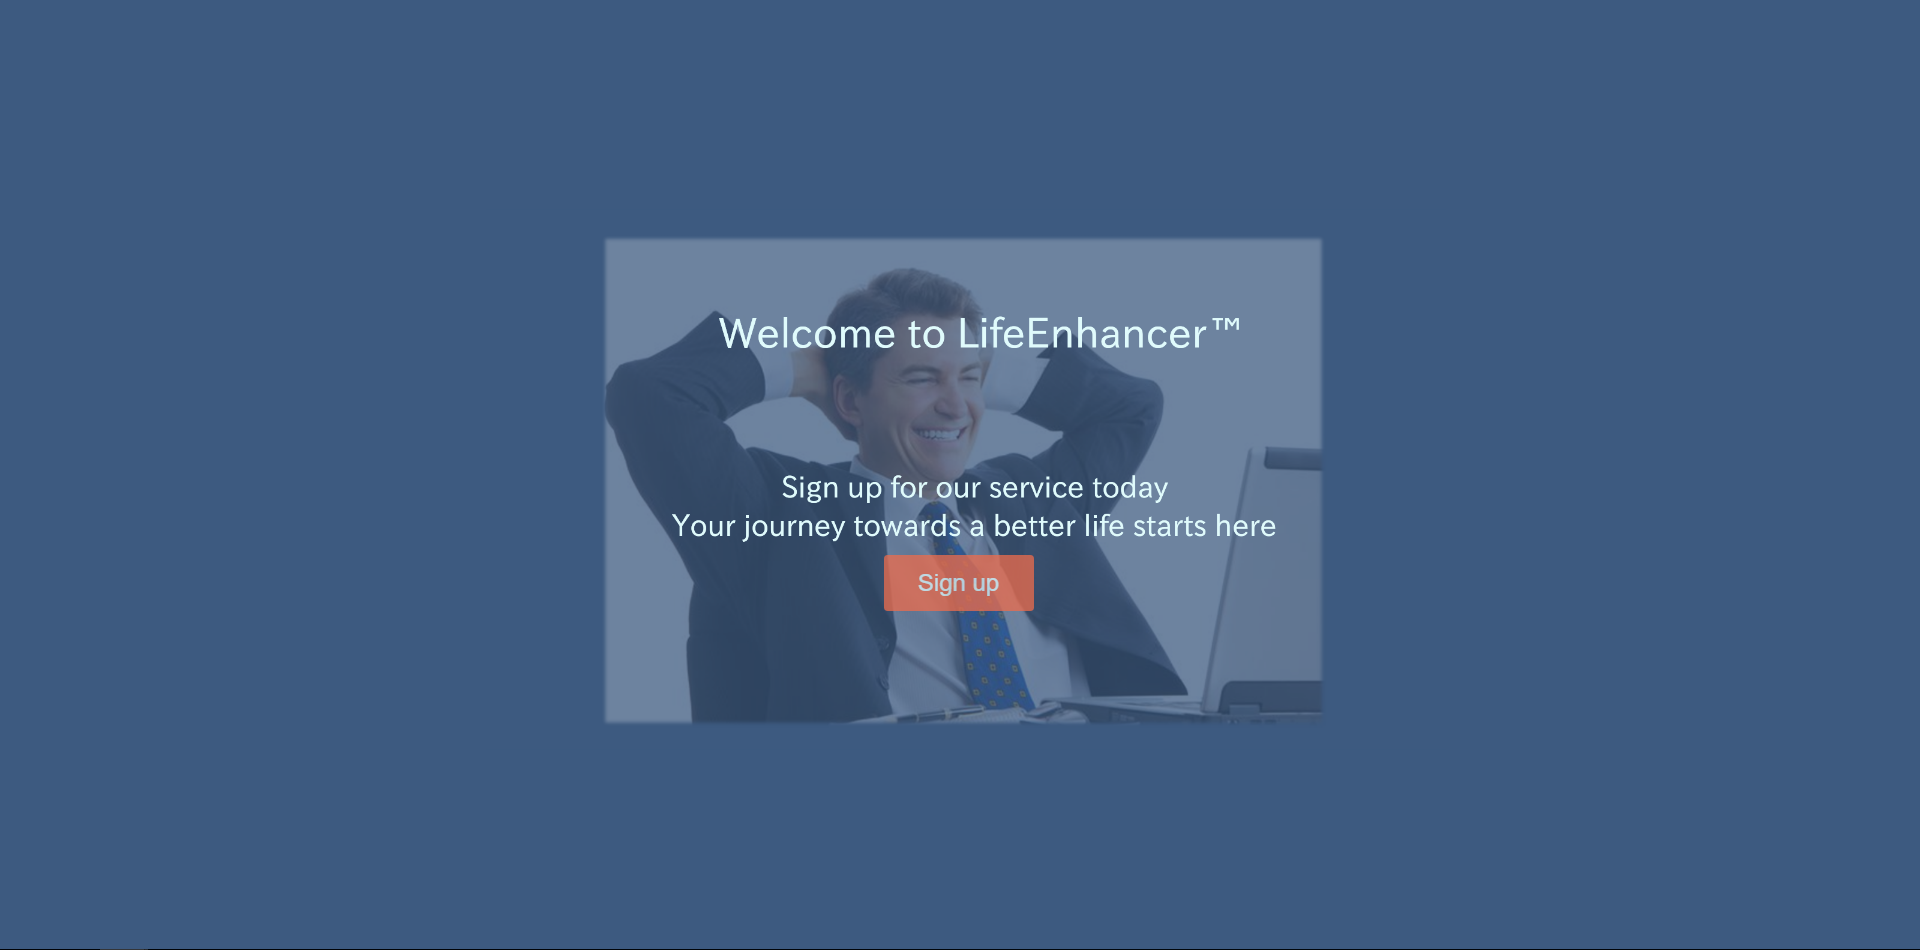 Welcome to LifeEnhancer™
Sign up for our service today
Your journey towards a better life starts here
Sign up